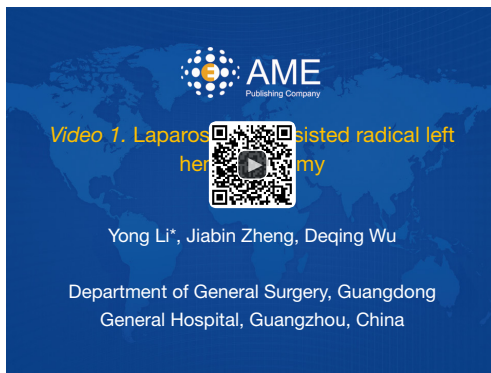 AME
Publishing Company
Video 1. Laparos sisted radical left
her my
Yong Li*, Jiabin Zheng, Deqing Wu
Department of General Surgery, Guangdong
General Hospital, Guangzhou, China